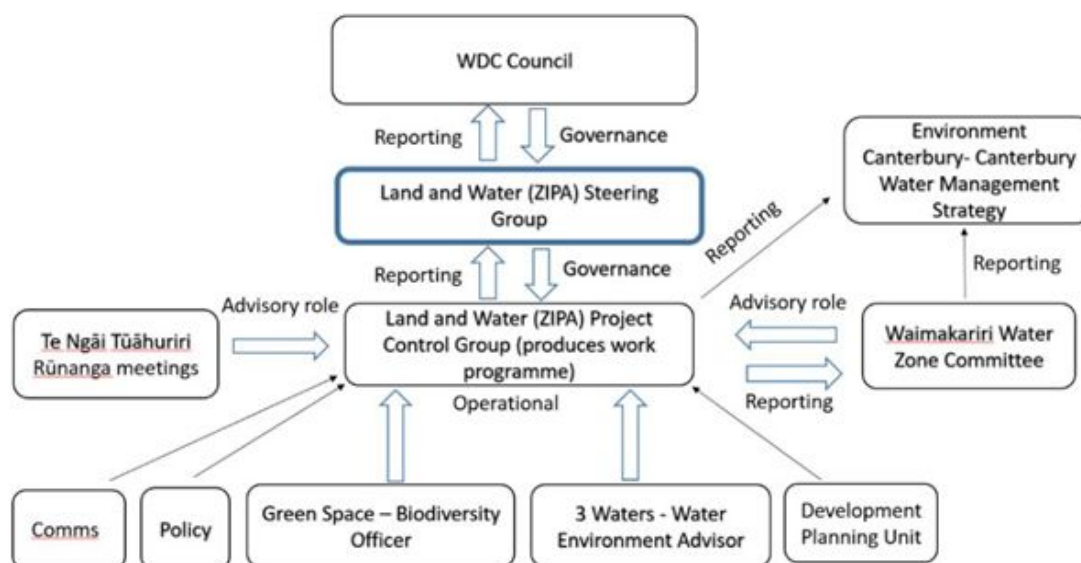 WDC Council
Reporting
Governance
Environment
Canterbury- Canterbury
Water Management
Strategy
Land and Water (ZIPA) Steering
Group
Reporting
Reporting
Governance
Reporting
Advisory role
Te Ngāi Tūāhuriri
Rūnanga meetings
Land and Water (ZIPA) Project
Control Group (produces work
programme)
Operational
Advisory role
Reporting
Waimakariri Water
Zone Committee
Comms
Policy
Green Space – Biodiversity
Officer
3 Waters - Water
Environment Advisor
Development
Planning Unit